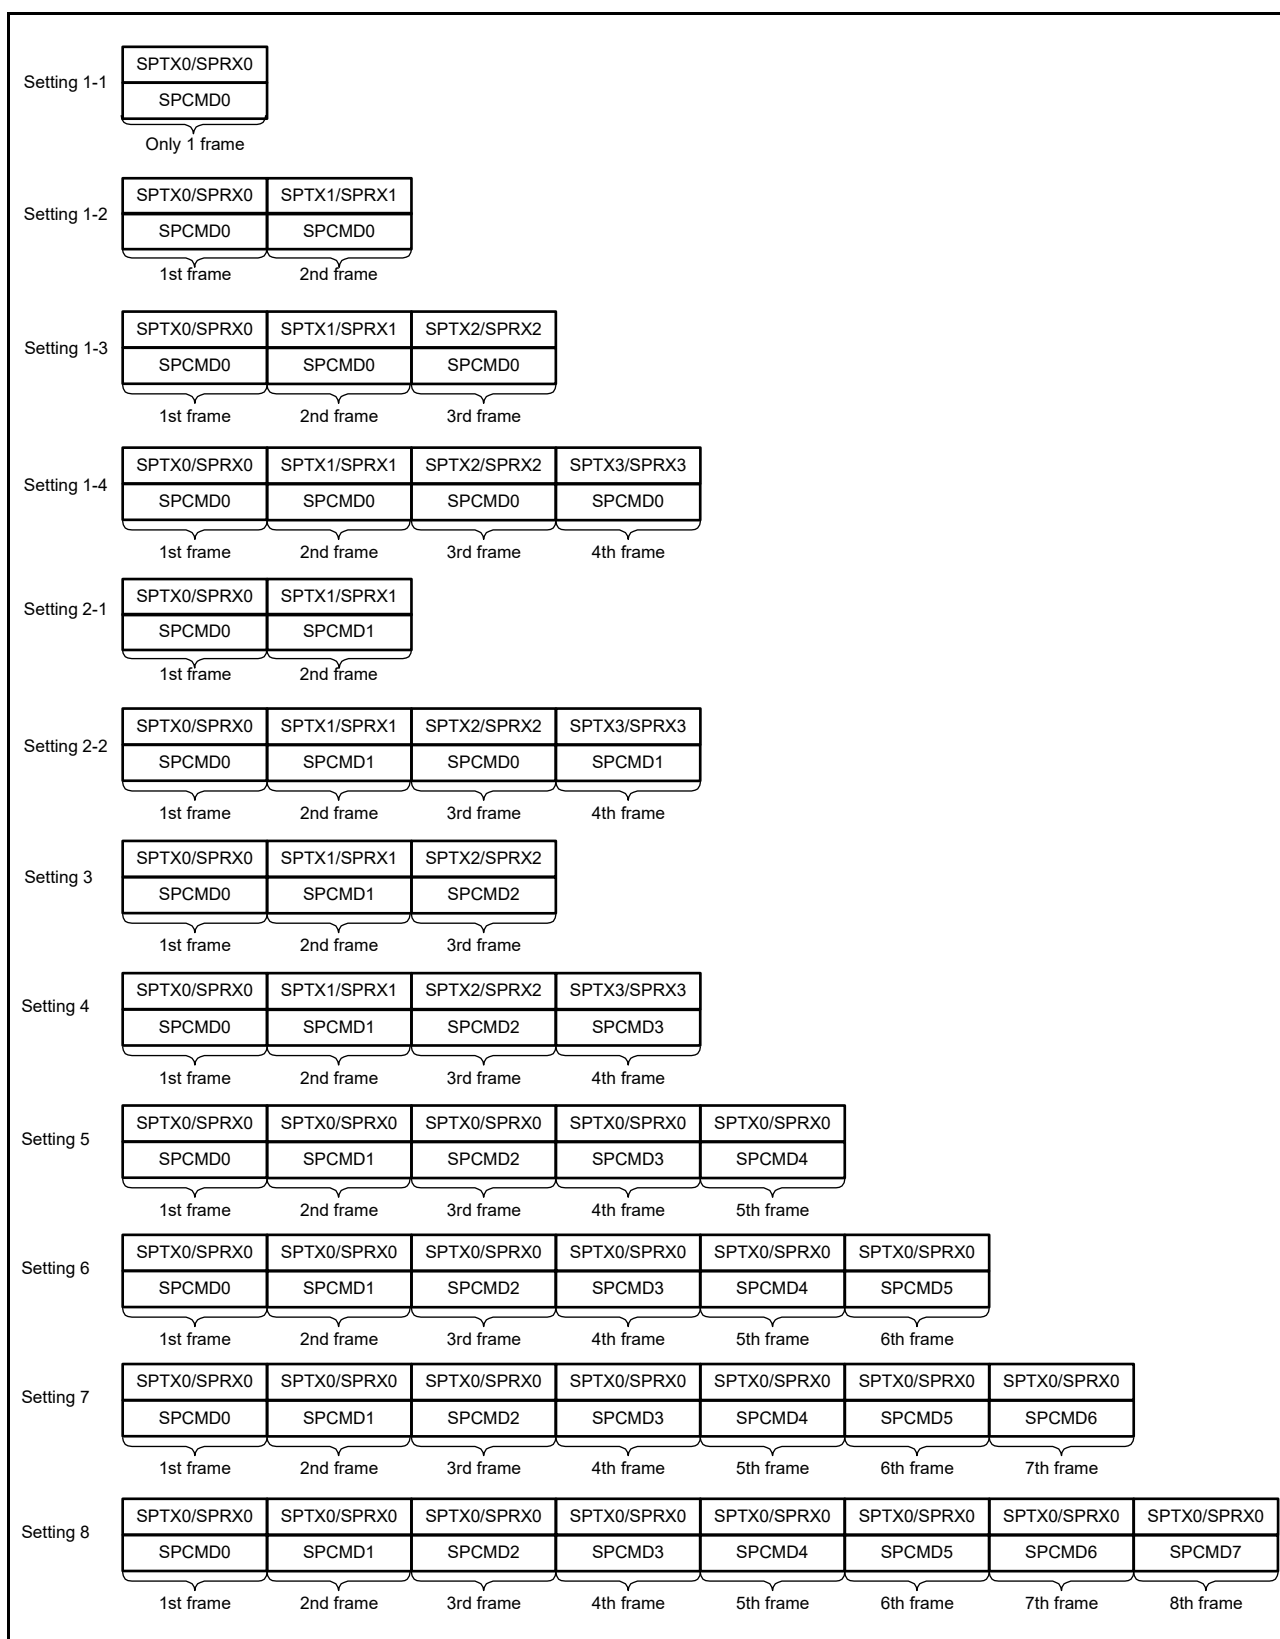 SPTX0/SPRX0
Setting 1-1
SPCMD0
Only 1 frame
SPTX0/SPRX0 SPTX1/SPRX1
Setting 1-2
SPCMD0 SPCMD0
1st frame 2nd frame
SPTX0/SPRX0 SPTX1/SPRX1 SPTX2/SPRX2
Setting 1-3
SPCMD0 SPCMD0 SPCMD0
1st frame 2nd frame 3rd frame
SPTX0/SPRX0 SPTX1/SPRX1 SPTX2/SPRX2 SPTX3/SPRX3
Setting 1-4
SPCMD0 SPCMD0 SPCMD0 SPCMD0
1st frame 2nd frame 3rd frame 4th frame
SPTX0/SPRX0 SPTX1/SPRX1
Setting 2-1
SPCMD0 SPCMD1
1st frame 2nd frame
SPTX0/SPRX0 SPTX1/SPRX1 SPTX2/SPRX2 SPTX3/SPRX3
Setting 2-2
SPCMD0 SPCMD1 SPCMD0 SPCMD1
1st frame 2nd frame 3rd frame 4th frame
SPTX0/SPRX0 SPTX1/SPRX1 SPTX2/SPRX2
Setting 3
SPCMD0 SPCMD1 SPCMD2
1st frame 2nd frame 3rd frame
SPTX0/SPRX0 SPTX1/SPRX1 SPTX2/SPRX2 SPTX3/SPRX3
Setting 4
SPCMD0 SPCMD1 SPCMD2 SPCMD3
1st frame 2nd frame 3rd frame 4th frame
SPTX0/SPRX0 SPTX0/SPRX0 SPTX0/SPRX0 SPTX0/SPRX0 SPTX0/SPRX0
Setting 5
SPCMD0 SPCMD1 SPCMD2 SPCMD3 SPCMD4
1st frame 2nd frame 3rd frame 4th frame 5th frame
SPTX0/SPRX0 SPTX0/SPRX0 SPTX0/SPRX0 SPTX0/SPRX0 SPTX0/SPRX0 SPTX0/SPRX0
Setting 6
SPCMD0 SPCMD1 SPCMD2 SPCMD3 SPCMD4 SPCMD5
1st frame 2nd frame 3rd frame 4th frame 5th frame 6th frame
SPTX0/SPRX0 SPTX0/SPRX0 SPTX0/SPRX0 SPTX0/SPRX0 SPTX0/SPRX0 SPTX0/SPRX0 SPTX0/SPRX0
Setting 7
SPCMD0 SPCMD1 SPCMD2 SPCMD3 SPCMD4 SPCMD5 SPCMD6
1st frame 2nd frame 3rd frame 4th frame 5th frame 6th frame 7th frame
SPTX0/SPRX0 SPTX0/SPRX0 SPTX0/SPRX0 SPTX0/SPRX0 SPTX0/SPRX0 SPTX0/SPRX0 SPTX0/SPRX0 SPTX0/SPRX0
Setting 8
SPCMD0 SPCMD1 SPCMD2 SPCMD3 SPCMD4 SPCMD5 SPCMD6 SPCMD7
1st frame 2nd frame 3rd frame 4th frame 5th frame 6th frame 7th frame 8th frame